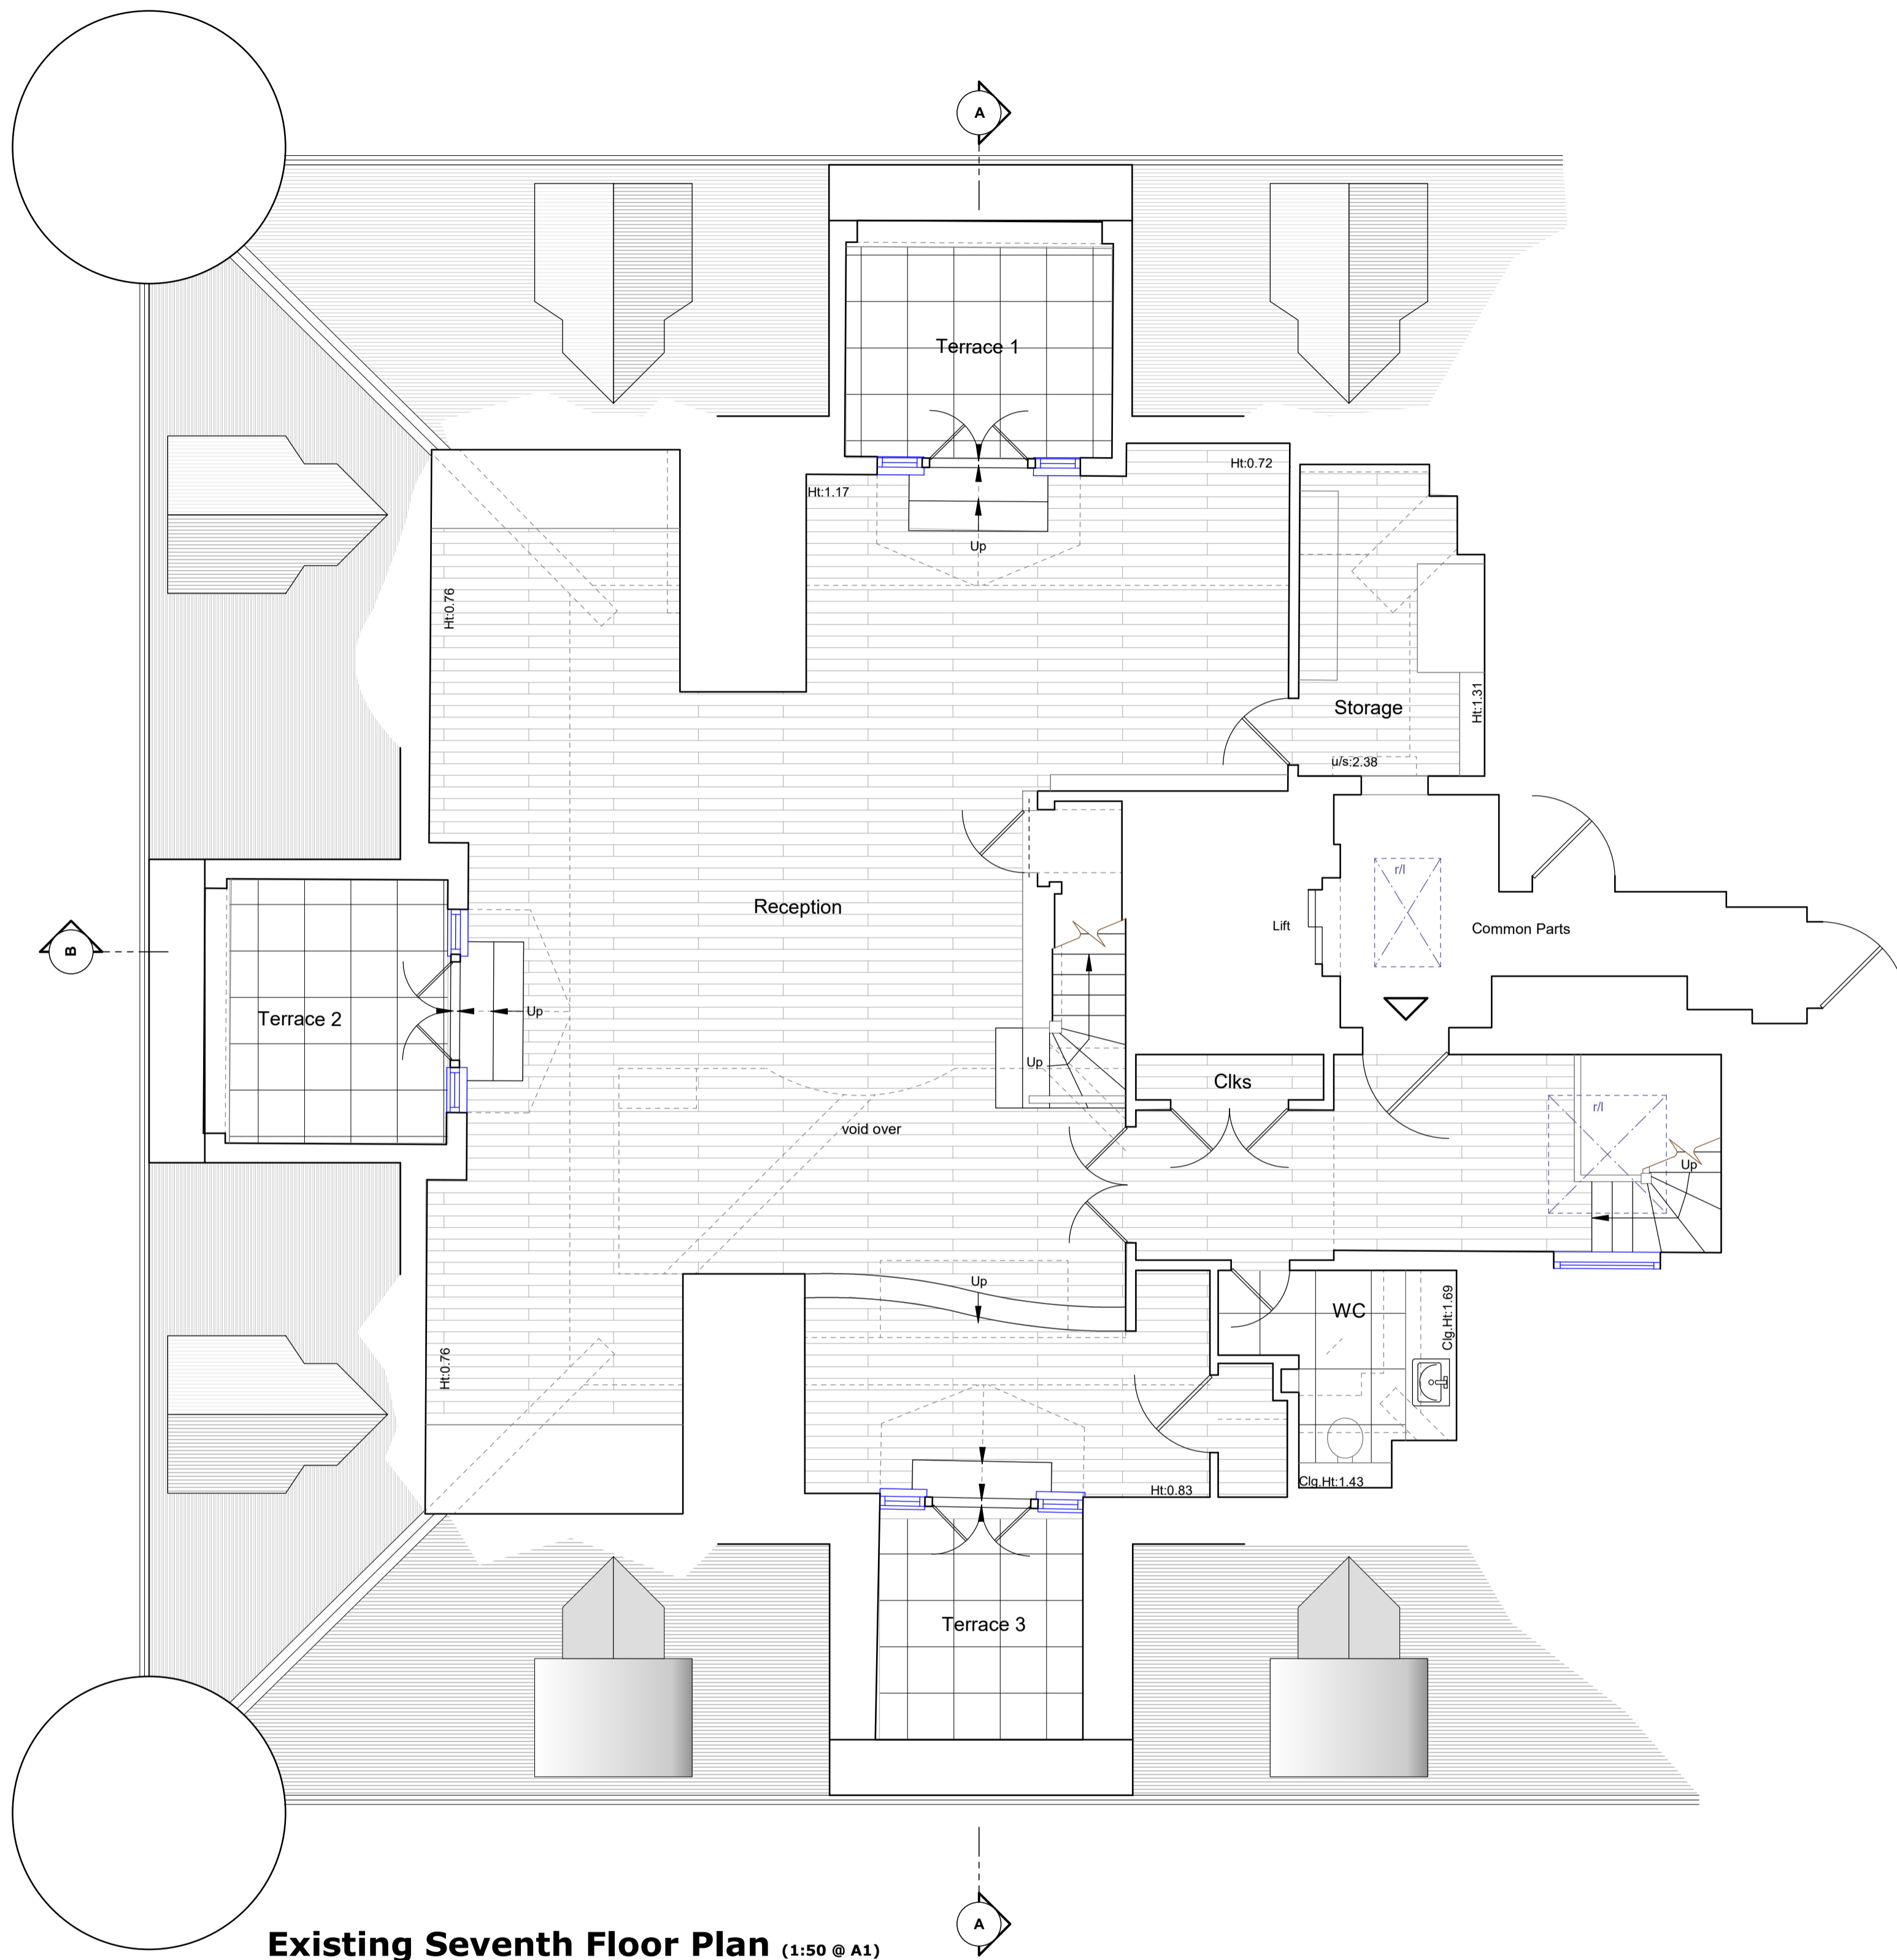 A
Terrace 1
Ht:0.72
Ht:1.17
Up
Ht:0.76
Storage
Ht:1.31
u/s:2.38
r/l
Reception
Lift
Common Parts
B
Terrace 2
Up
Up
Clks
r/l
void over
Up
Up
WC
Clg.Ht:1.69
Ht:0.76
Clg.Ht:1.43
Ht:0.83
Terrace 3
A
Existing Seventh Floor Plan (1:50 @ A1)